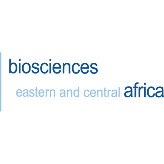 biosciences
eastern and central africa